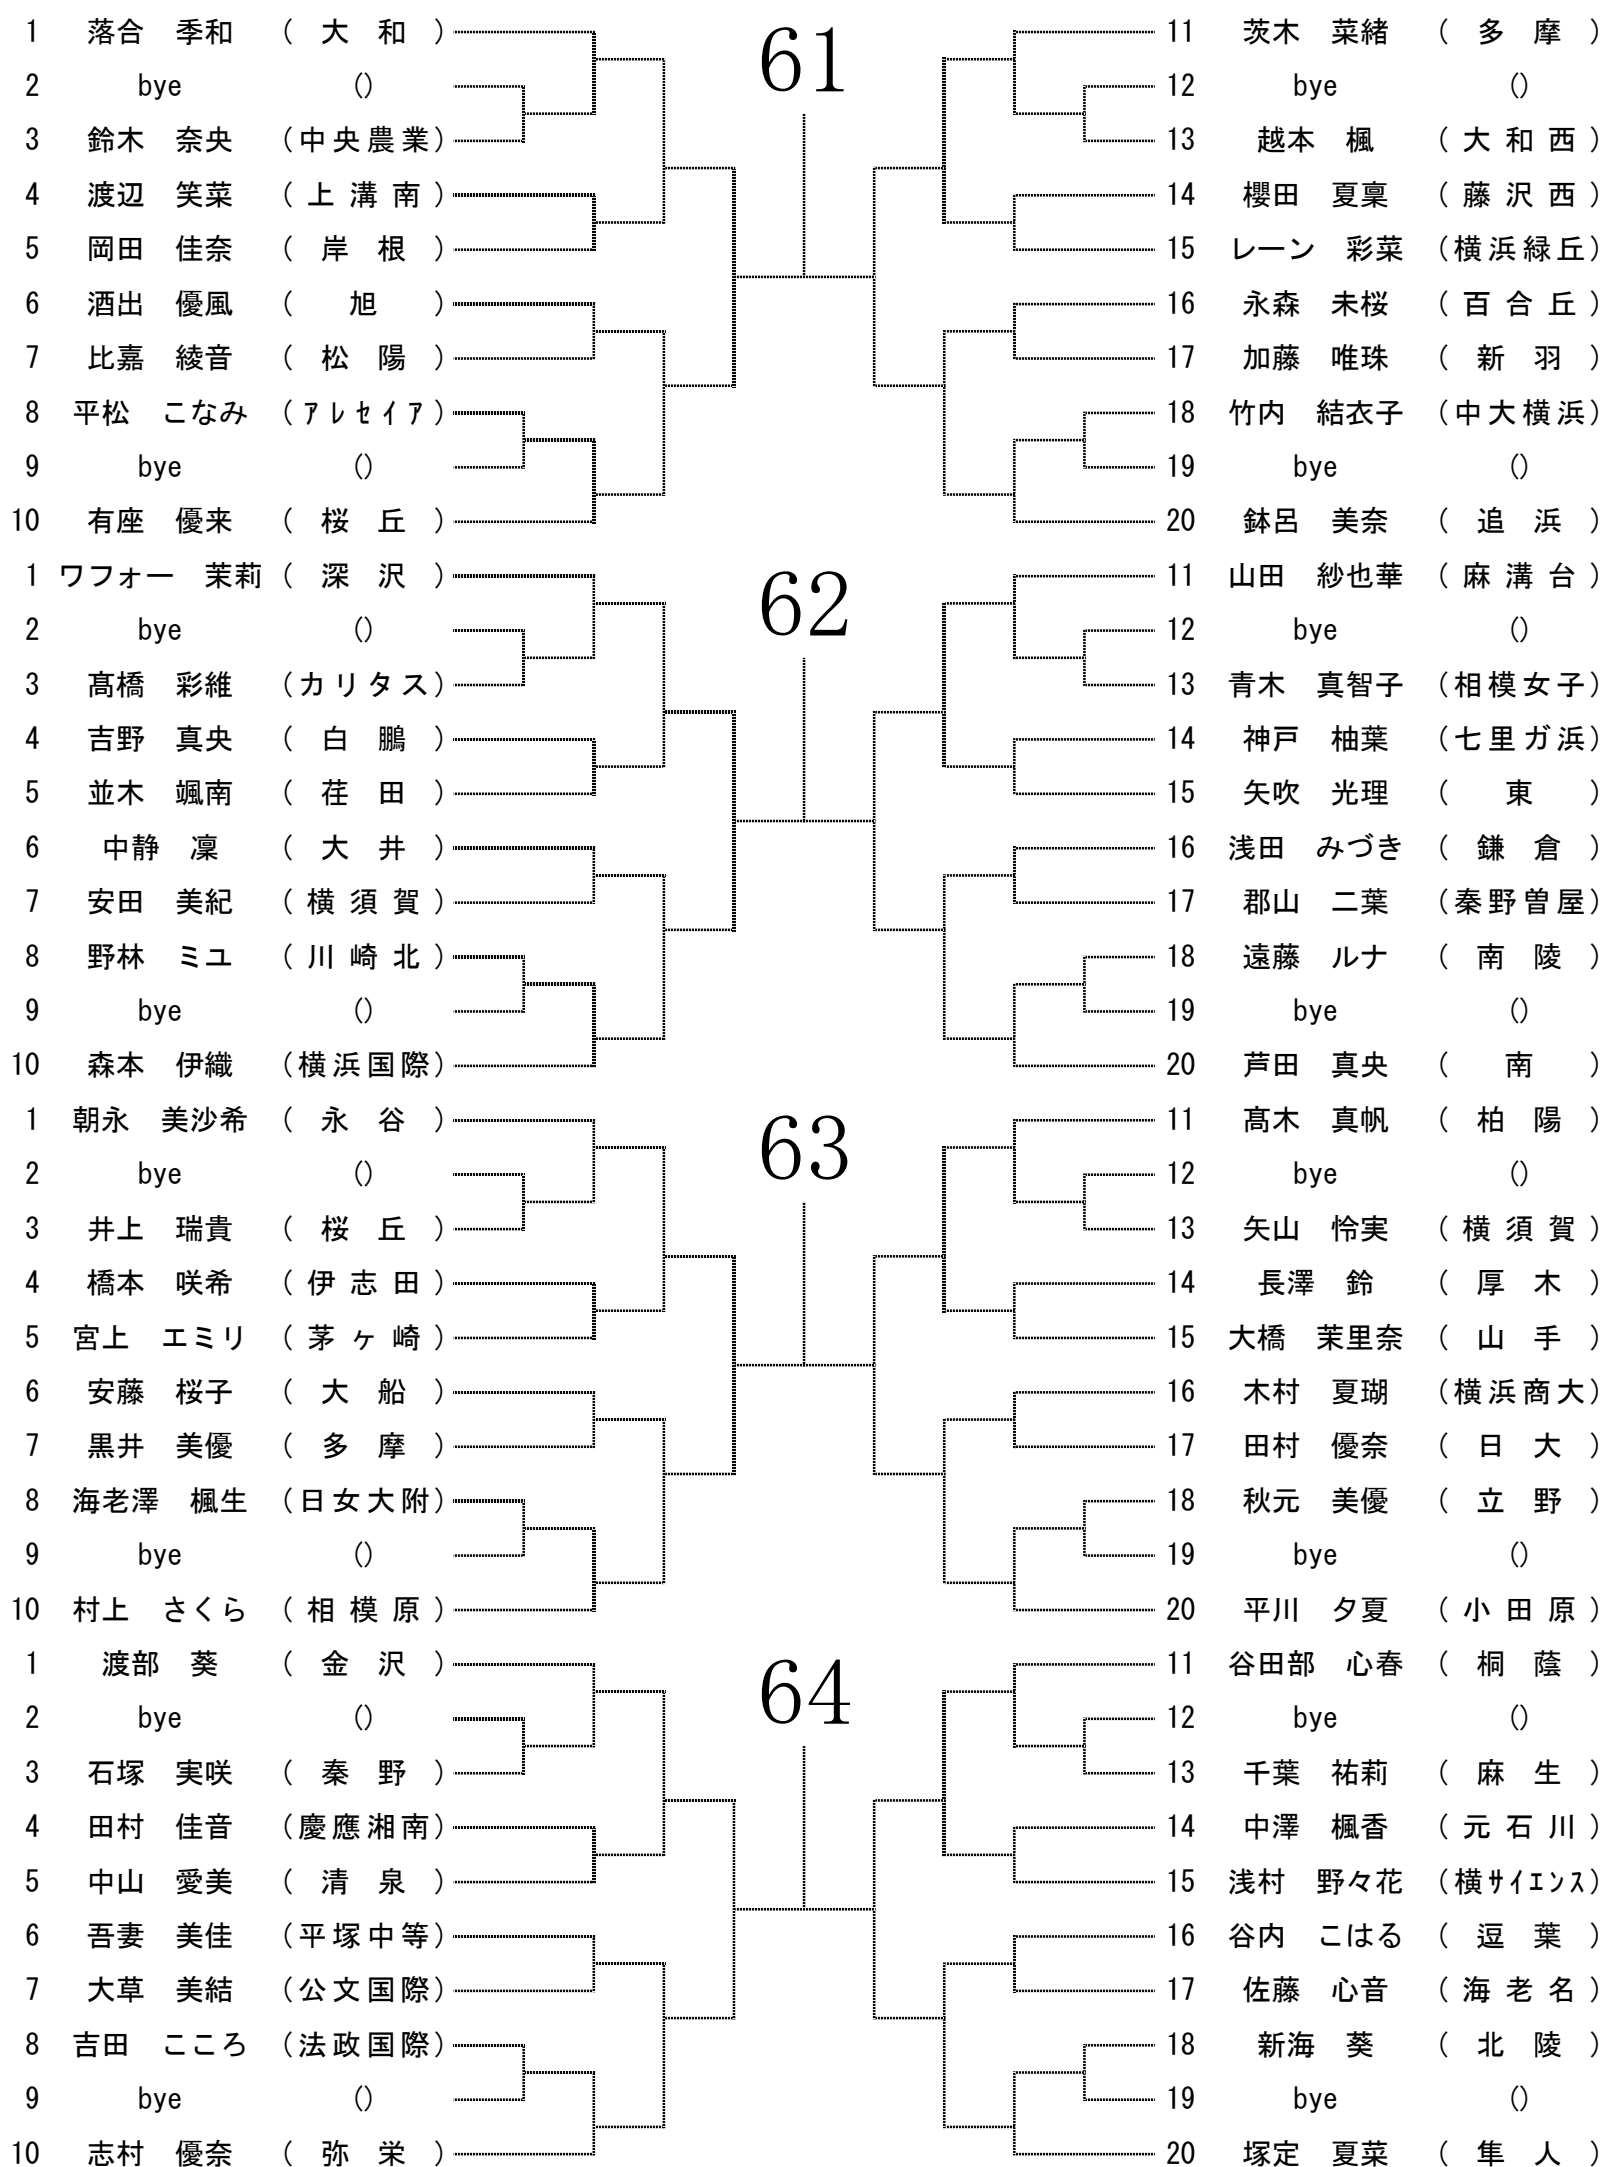 61
1 落合 季和 ( 大 和 )
2 bye ()
3 鈴木 奈央 (中央農業)
4 渡辺 笑菜 ( 上 溝 南 )
5 岡田 佳奈 ( 岸 根 )
6 酒出 優風 ( 旭 )
7 比嘉 綾音 ( 松 陽 )
8 平松 こなみ (ｱﾚｾｲｱ)
9 bye ()
10 有座 優来 ( 桜 丘 )
11 茨木 菜緒 ( 多 摩 )
12 bye ()
13 越本 楓 ( 大 和 西 )
14 櫻田 夏稟 ( 藤 沢 西 )
15 レーン 彩菜 (横浜緑丘)
16 永森 未桜 ( 百 合 丘 )
17 加藤 唯珠 ( 新 羽 )
18 竹内 結衣子 (中大横浜)
19 bye ()
20 鉢呂 美奈 ( 追 浜 )
62
1 ワフォー 茉莉 ( 深 沢 )
2 bye ()
3 髙橋 彩維 (カリタス)
4 吉野 真央 ( 白 鵬 )
5 並木 颯南 ( 荏 田 )
6 中静 凜 ( 大 井 )
7 安田 美紀 ( 横 須 賀 )
8 野林 ミユ ( 川 崎 北 )
9 bye ()
10 森本 伊織 (横浜国際)
11 山田 紗也華 ( 麻 溝 台 )
12 bye ()
13 青木 真智子 (相模女子)
14 神戸 柚葉 (七里ガ浜)
15 矢吹 光理 ( 東 )
16 浅田 みづき ( 鎌 倉 )
17 郡山 二葉 (秦野曽屋)
18 遠藤 ルナ ( 南 陵 )
19 bye ()
20 芦田 真央 ( 南 )
63
1 朝永 美沙希 ( 永 谷 )
2 bye ()
3 井上 瑞貴 ( 桜 丘 )
4 橋本 咲希 ( 伊 志 田 )
5 宮上 エミリ ( 茅 ヶ 崎 )
6 安藤 桜子 ( 大 船 )
7 黒井 美優 ( 多 摩 )
8 海老澤 楓生 (日女大附)
9 bye ()
10 村上 さくら ( 相 模 原 )
11 髙木 真帆 ( 柏 陽 )
12 bye ()
13 矢山 怜実 ( 横 須 賀 )
14 長澤 鈴 ( 厚 木 )
15 大橋 茉里奈 ( 山 手 )
16 木村 夏瑚 (横浜商大)
17 田村 優奈 ( 日 大 )
18 秋元 美優 ( 立 野 )
19 bye ()
20 平川 夕夏 ( 小 田 原 )
64
1 渡部 葵 ( 金 沢 )
2 bye ()
3 石塚 実咲 ( 秦 野 )
4 田村 佳音 (慶應湘南)
5 中山 愛美 ( 清 泉 )
6 吾妻 美佳 (平塚中等)
7 大草 美結 (公文国際)
8 吉田 こころ (法政国際)
9 bye ()
10 志村 優奈 ( 弥 栄 )
11 谷田部 心春 ( 桐 蔭 )
12 bye ()
13 千葉 祐莉 ( 麻 生 )
14 中澤 楓香 ( 元 石 川 )
15 浅村 野々花 (横ｻｲｴﾝｽ)
16 谷内 こはる ( 逗 葉 )
17 佐藤 心音 ( 海 老 名 )
18 新海 葵 ( 北 陵 )
19 bye ()
20 塚定 夏菜 ( 隼 人 )